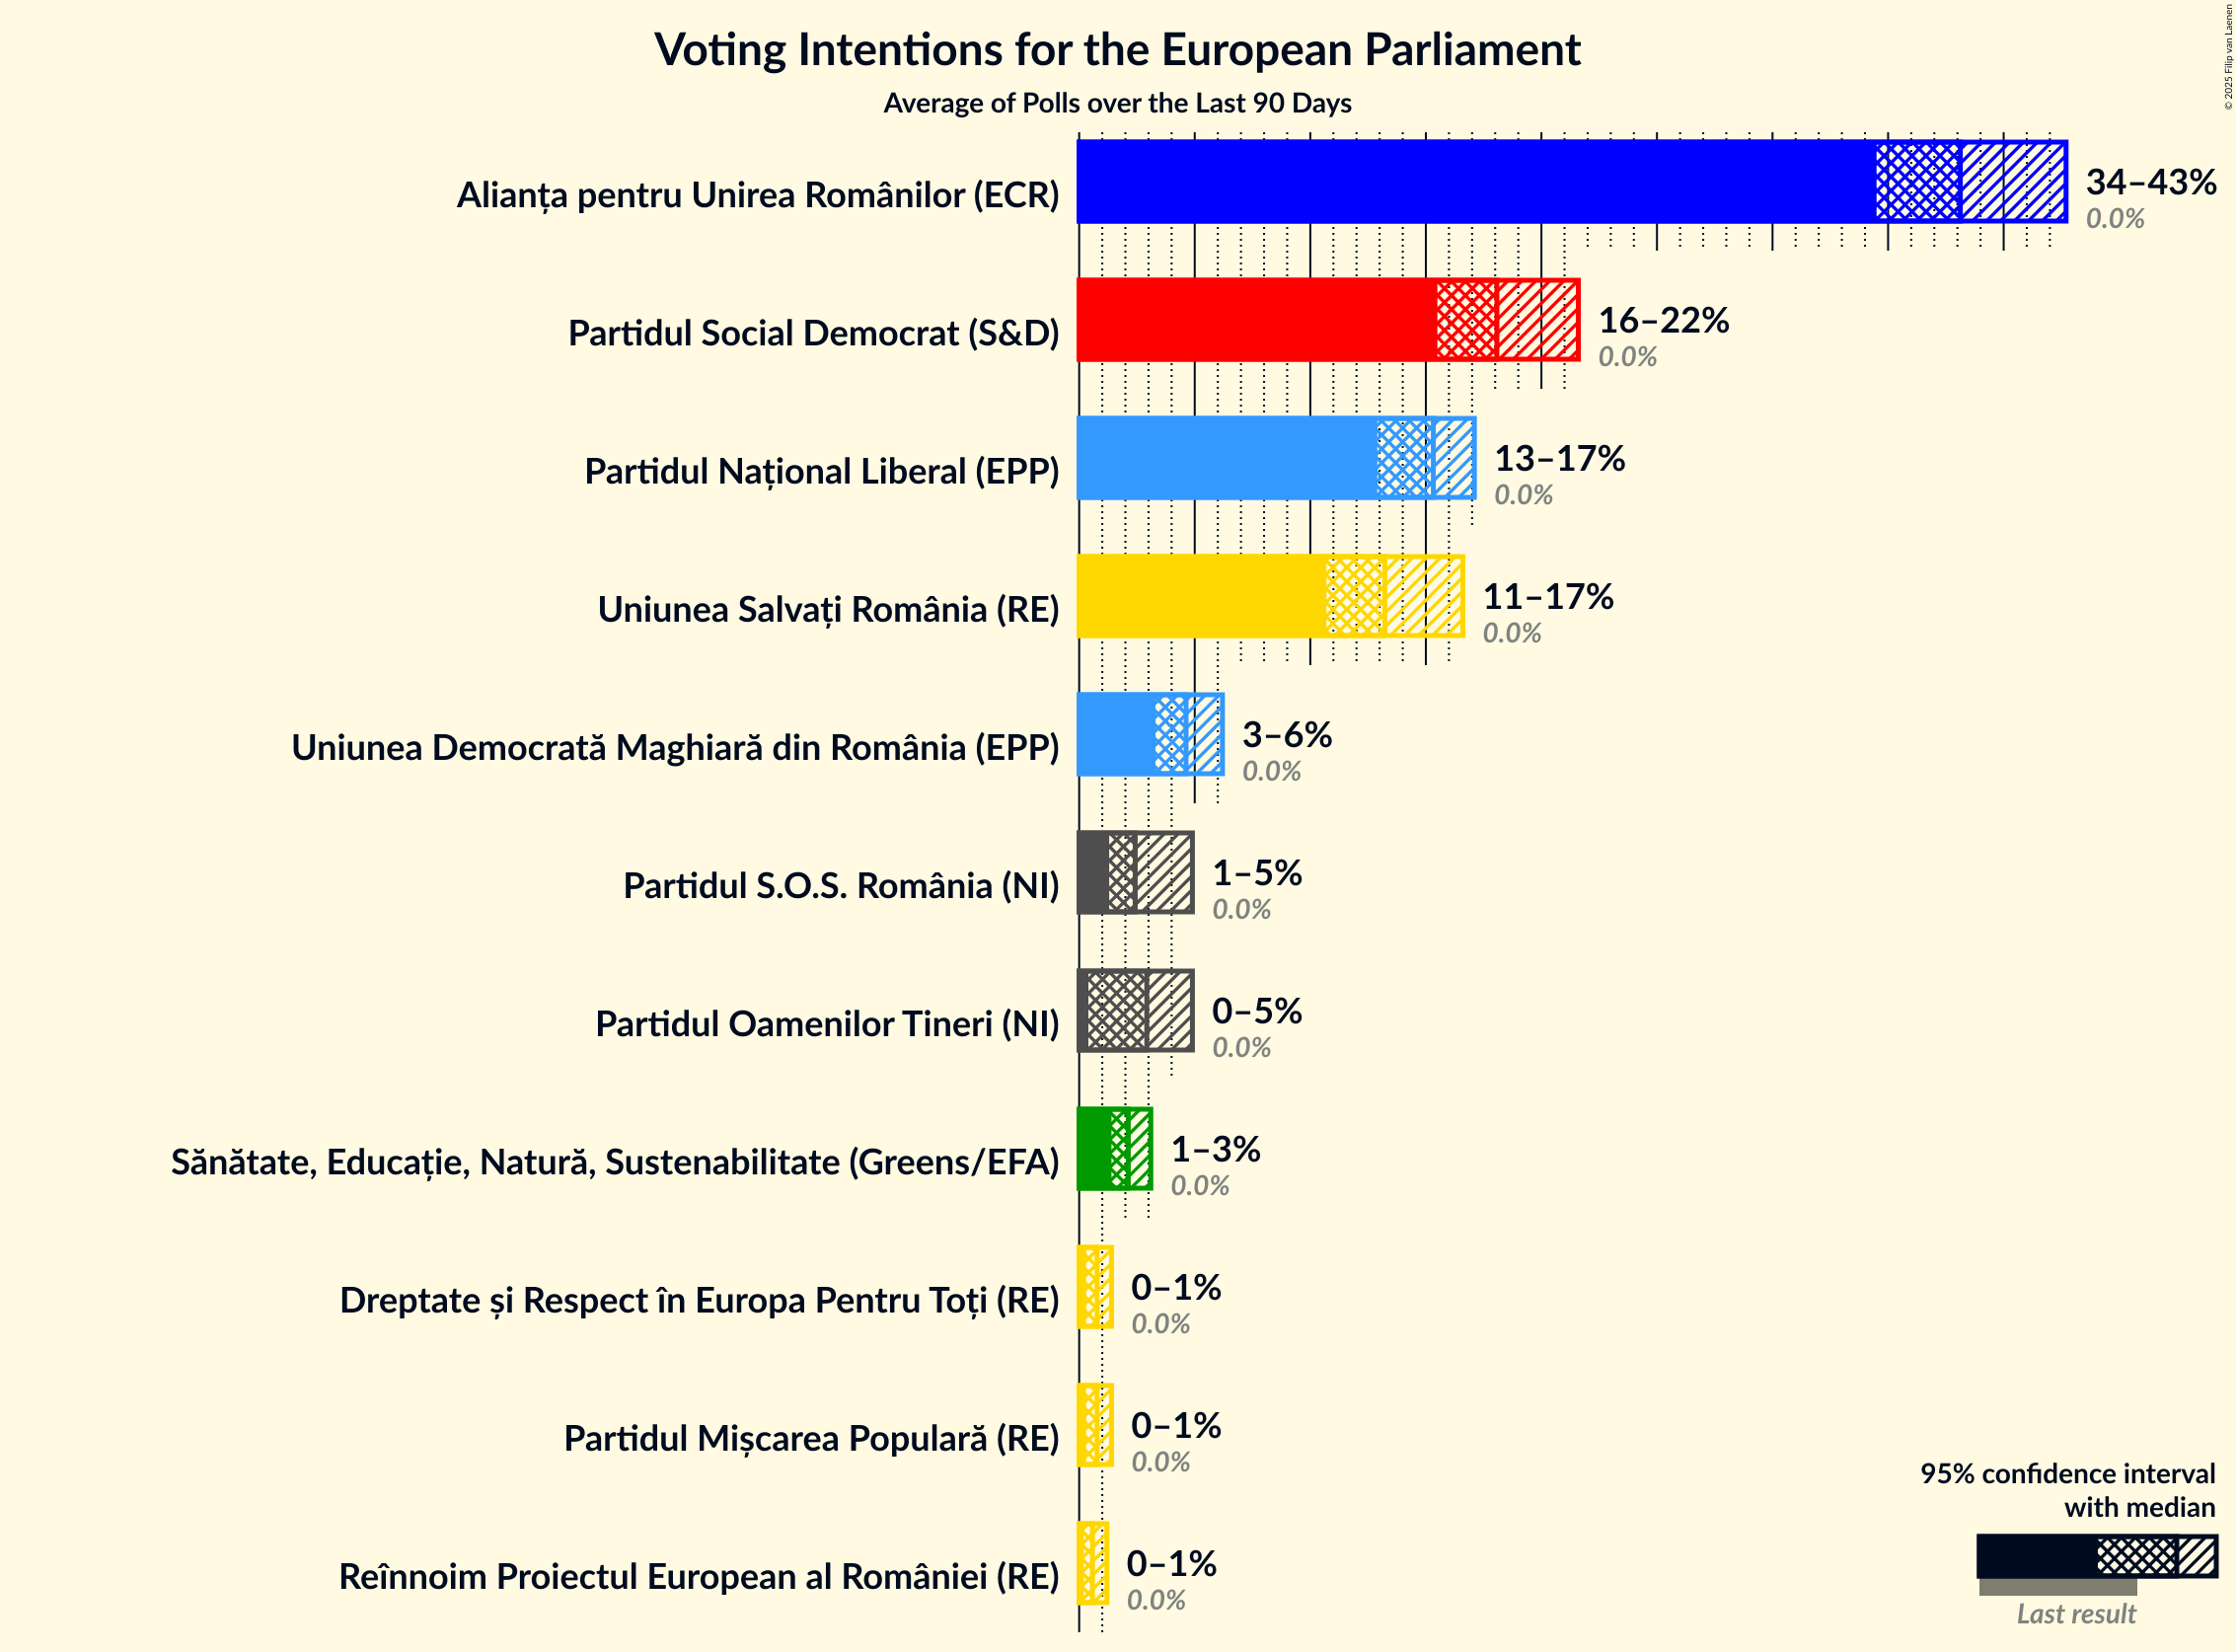 Voting Intentions for the European Parliament
Average of Polls over the Last 90 Days
© 2025 Filip van Laenen
Alianța pentru Unirea Românilor (ECR)
34–43%
0.0%
Partidul Social Democrat (S&D)
16–22%
0.0%
Partidul Național Liberal (EPP)
13–17%
0.0%
Uniunea Salvați România (RE)
11–17%
0.0%
Uniunea Democrată Maghiară din România (EPP)
3–6%
0.0%
Partidul S.O.S. România (NI)
1–5%
0.0%
Partidul Oamenilor Tineri (NI)
0–5%
0.0%
Sănătate, Educație, Natură, Sustenabilitate (Greens/EFA)
1–3%
0.0%
Dreptate și Respect în Europa Pentru Toți (RE)
0–1%
0.0%
Partidul Mișcarea Populară (RE)
0–1%
0.0%
Reînnoim Proiectul European al României (RE)
0–1%
0.0%
95% confidence interval
with median
Last result